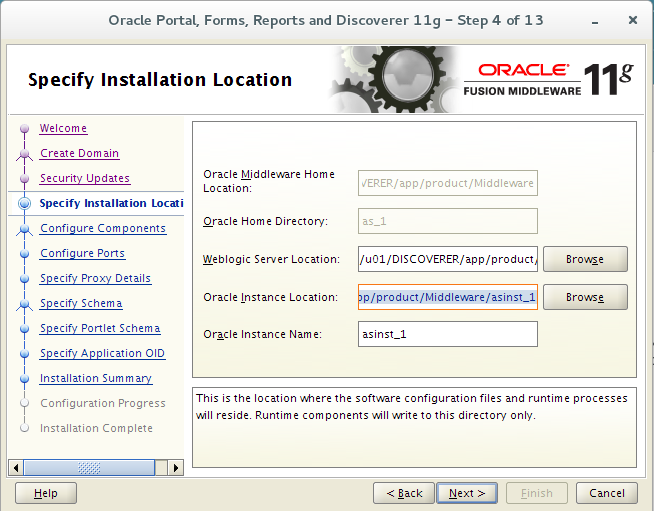 Oracle Portal, Forms, Reports and Discoverer 11g – Step 4 of 13
Specify Installation Location
ORACLE
FUSION MIDDLEWARE
11g
Welcome
Create Domain
Security Updates
Specify Installation Locati
Configure Components
Configure Ports
Specify Proxy Details
Specify Schema
Specify Portlet Schema
Specify Application OID
Installation Summary
Configuration Progress
Installation Complete
Oracle Middleware Home
Location:
VERER/app/product/Middleware
Oracle Home Directory:
as_1
Weblogic Server Location:
/u01/DISCOVERER/app/product/
Browse
Oracle Instance Location:
pp/product/Middleware/asinst_1
Browse
Oracle Instance Name:
asinst_1
This is the location where the software configuration files and runtime processes
will reside. Runtime components will write to this directory only.
Help
< Back
Next >
Finish
Cancel